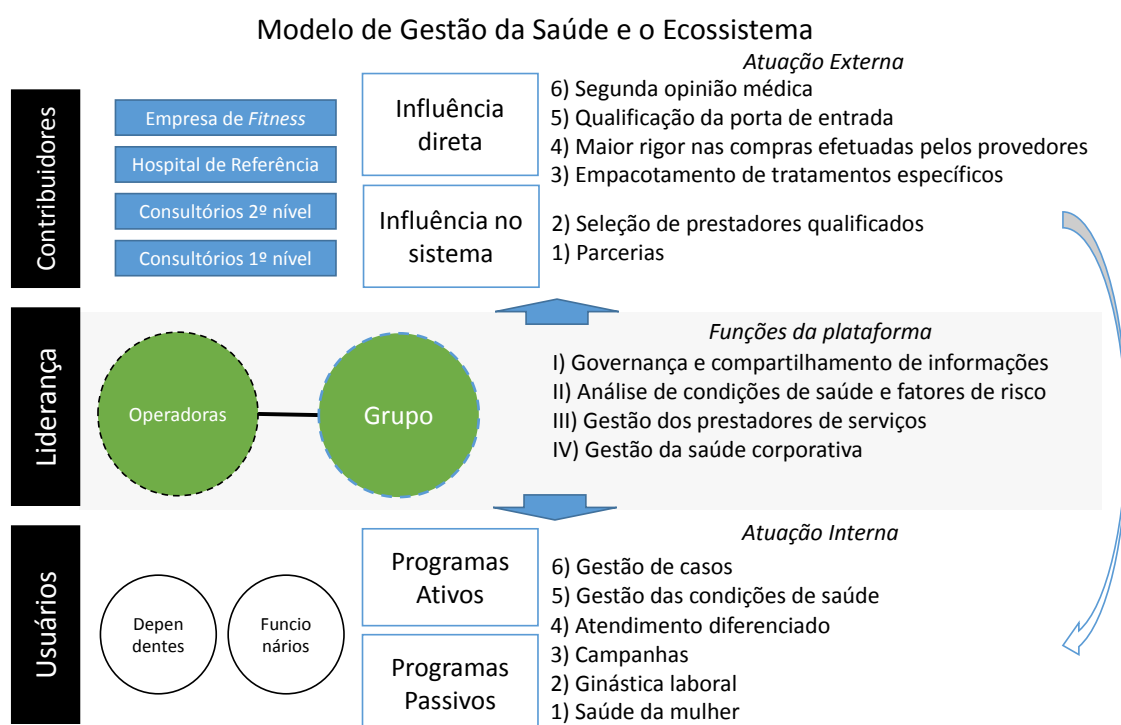 Modelo de Gestão da Saúde e o Ecossistema
Contribuidores
Empresa de Fitness
Hospital de Referência
Consultórios 2º nível
Consultórios 1º nível
Influência
direta
Influência no
sistema
Atuação Externa
6) Segunda opinião médica
5) Qualificação da porta de entrada
4) Maior rigor nas compras efetuadas pelos provedores
3) Empacotamento de tratamentos específicos
2) Seleção de prestadores qualificados
1) Parcerias
Liderança
Operadoras
Grupo
Funções da plataforma
I) Governança e compartilhamento de informações
II) Análise de condições de saúde e fatores de risco
III) Gestão dos prestadores de serviços
IV) Gestão da saúde corporativa
Usuários
Depen
dentes
Funcio
nários
Programas
Ativos
Programas
Passivos
Atuação Interna
6) Gestão de casos
5) Gestão das condições de saúde
4) Atendimento diferenciado
3) Campanhas
2) Ginástica laboral
1) Saúde da mulher